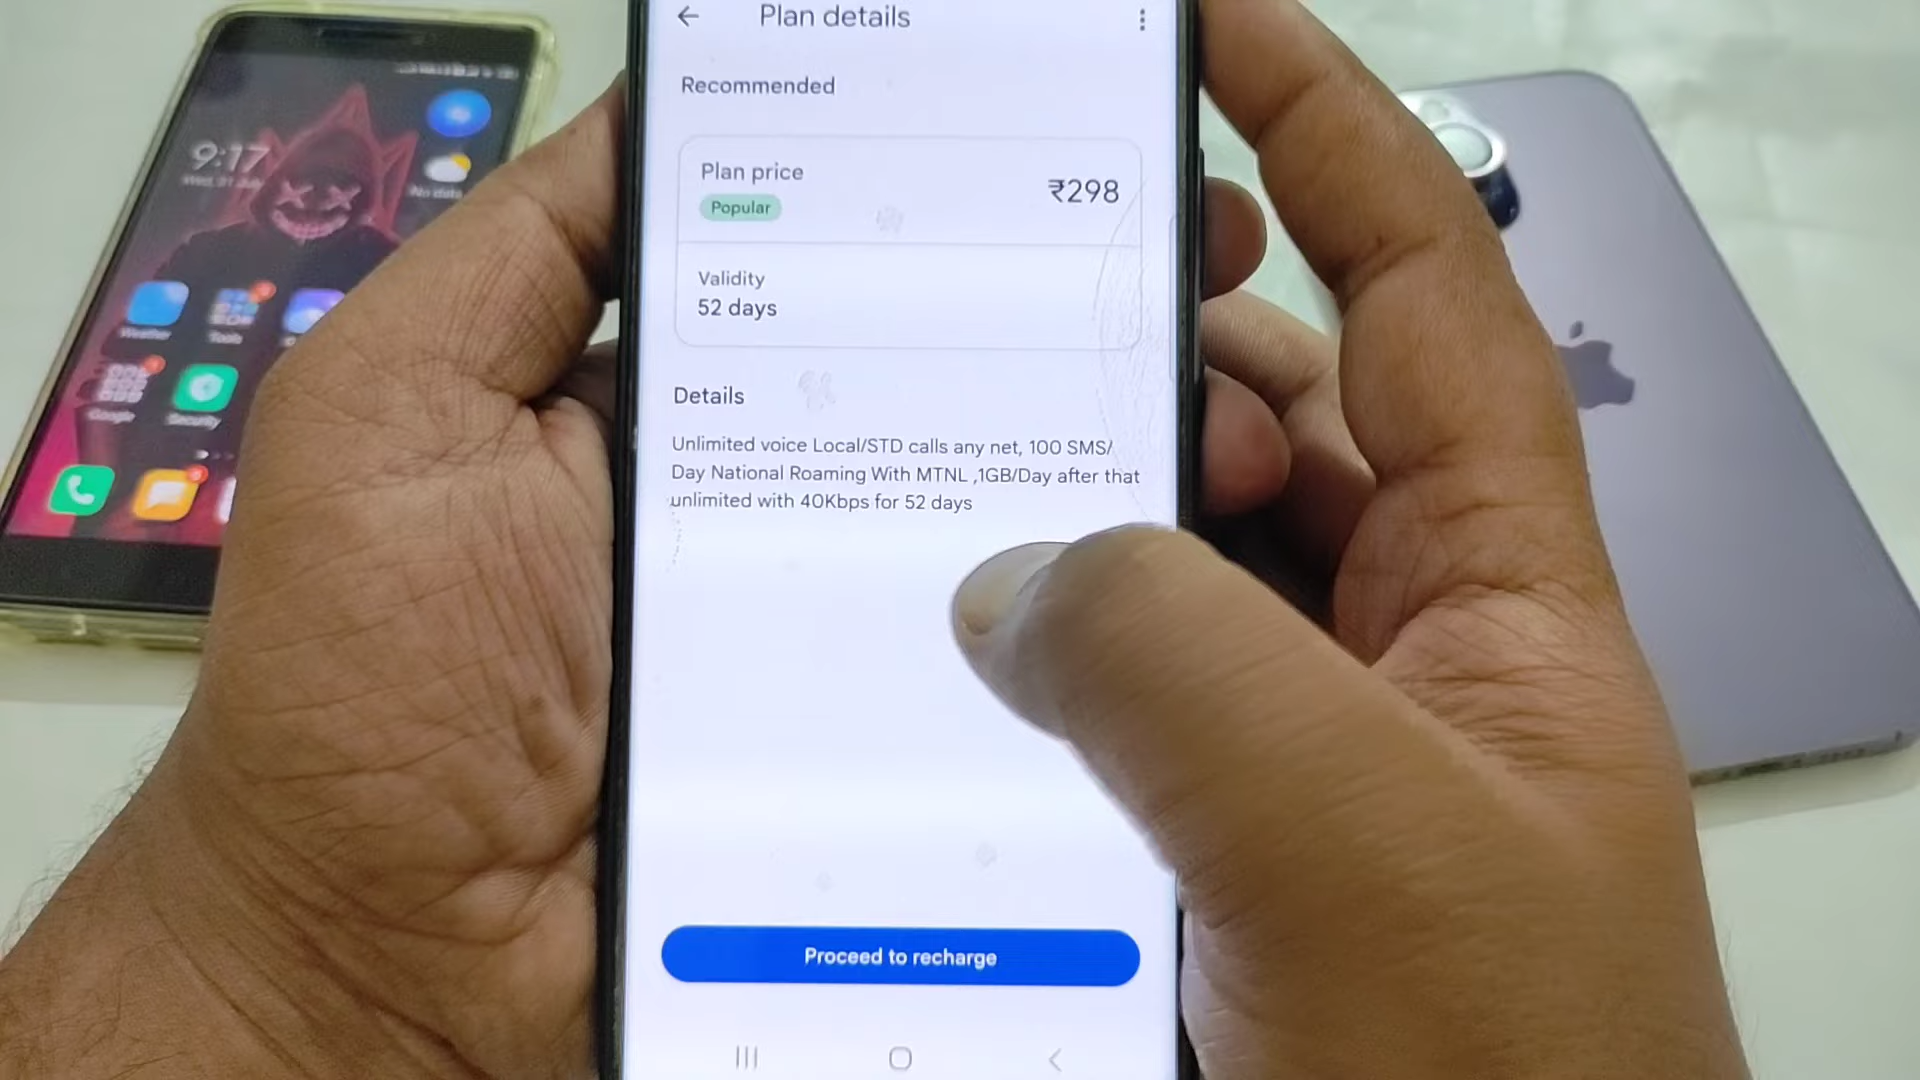 Plan details
Recommended
Plan price
₹298
Popular
Validity
52 days
Details
Unlimited voice Local/STD calls any net, 100 SMS/
Day National Roaming With MTNL ,1GB/Day after that
unlimited with 40Kbps for 52 days
Proceed to recharge
9:17
No data
Weather
Tools
Google
Security